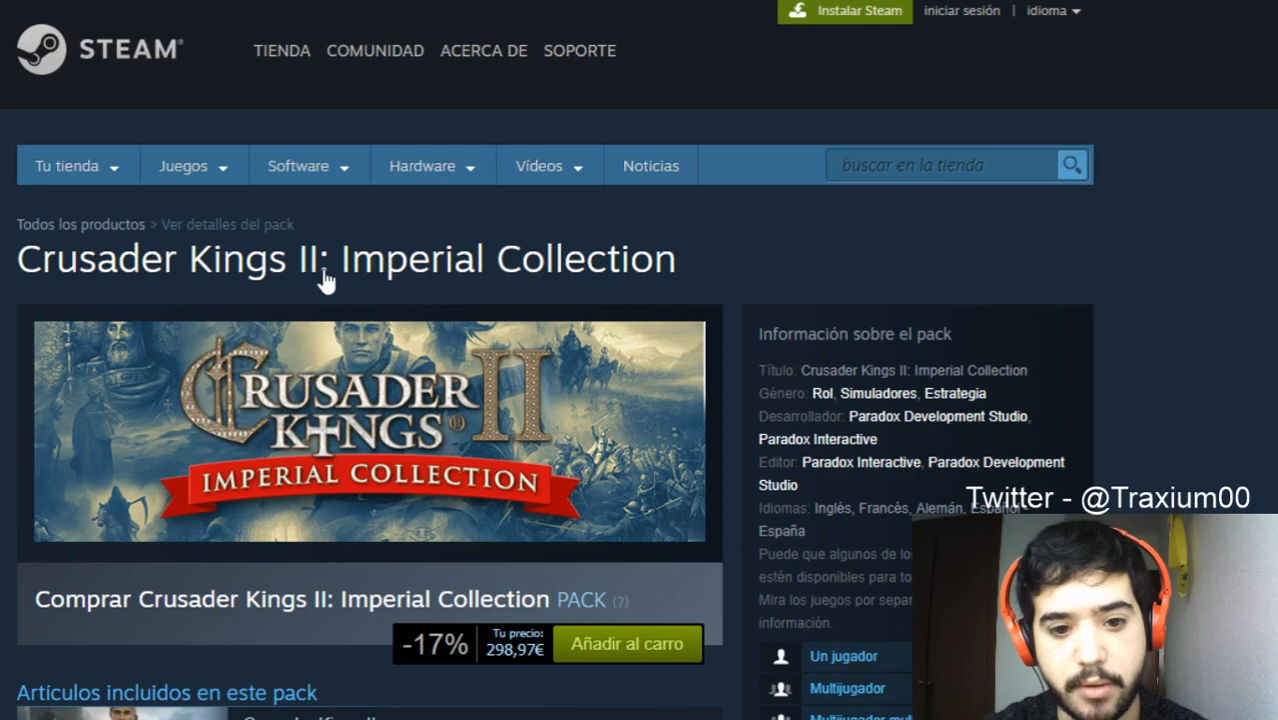 Instalar Steam
iniciar sesión | idioma
STEAM®
TIENDA COMUNIDAD ACERCA DE SOPORTE
Tu tienda Juegos Software Hardware Vídeos Noticias buscar en la tienda
Todos los productos > Ver detalles del pack
Crusader Kings II: Imperial Collection
CRUSADER
KINGS® II
IMPERIAL COLLECTION
Comprar Crusader Kings II: Imperial Collection PACK (?)
-17%
Tu precio:
298,97€
Añadir al carro
Artículos incluidos en este pack
Información sobre el pack
Título: Crusader Kings II: Imperial Collection
Género: Rol, Simuladores, Estrategia
Desarrollador: Paradox Development Studio,
Paradox Interactive
Editor: Paradox Interactive, Paradox Development
Studio
Idiomas: Inglés, Francés, Alemán, Español-
España
Puede que algunos de los
estén disponibles para to
Mira los juegos por separ
información.
Un jugador
Multijugador
Twitter - @Traxium00